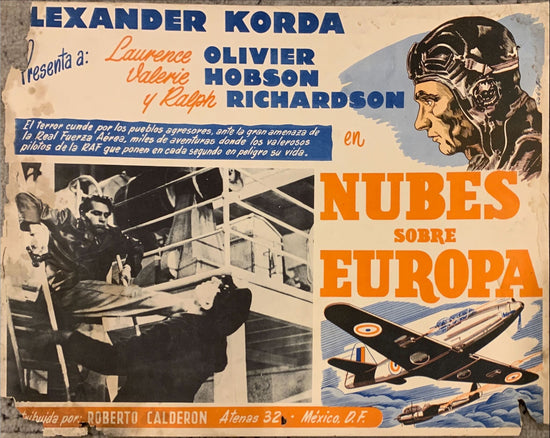 LEXANDER KORDA
Presenta a:
Laurence OLIVIER
Valerie HOBSON
y Ralph RICHARDSON
El terror cunde por los pueblos agresores, ante la gran amenaza de
la Real Fuerza Aérea, miles de aventuras donde los valerosos
pilotos de la RAF que ponen en cada segundo en peligro su vida.
en
NUBES
SOBRE
EUROPA
tribuida por: ROBERTO CALDERON Atenas 32 - México, D.F.